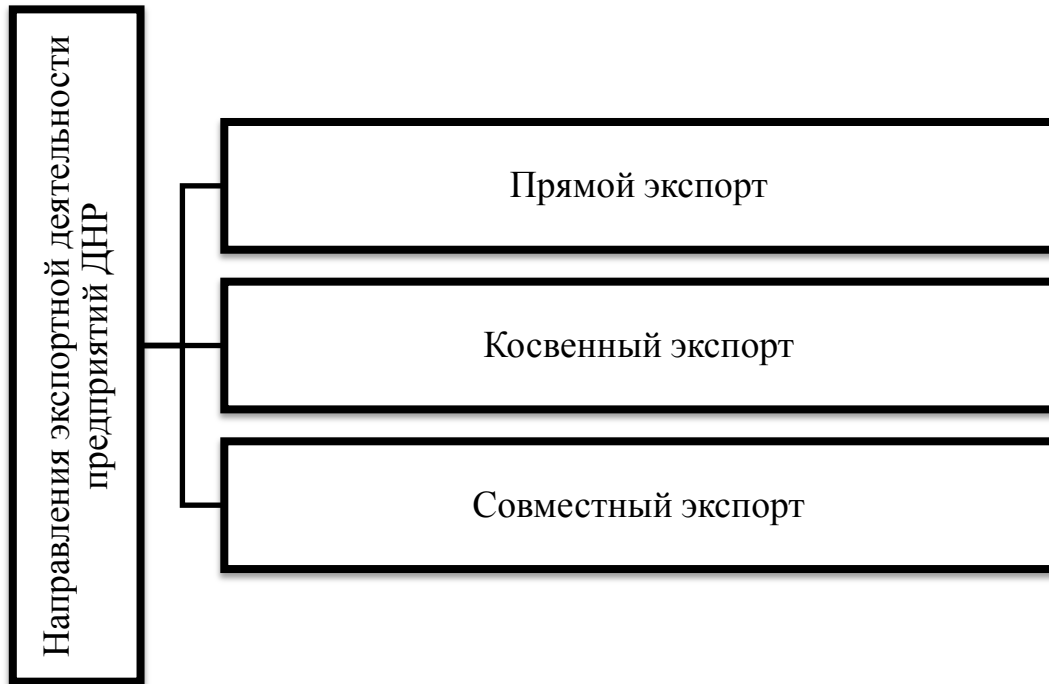 Направления экспортной деятельности
предприятий ДНР
Прямой экспорт
Косвенный экспорт
Совместный экспорт